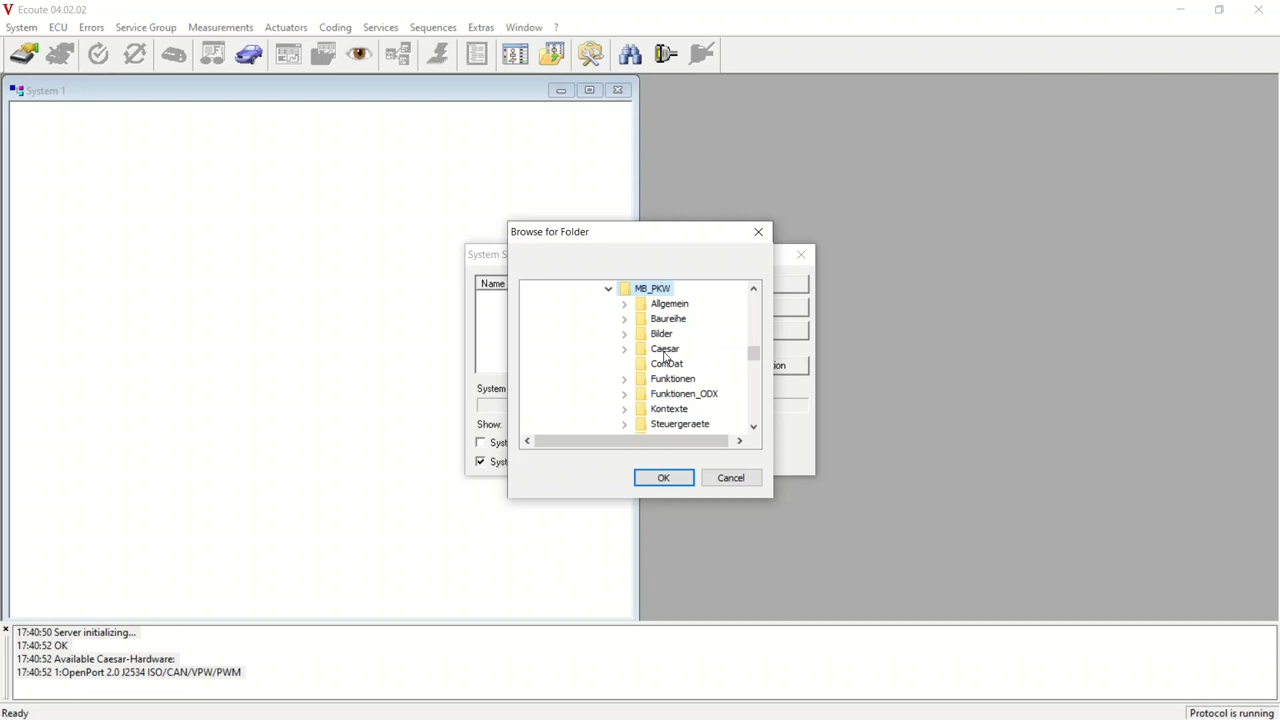 V Ecoute 04.02.02
System ECU Errors Service Group Measurements Actuators Coding Services Sequences Extras Window ?
System 1
Browse for Folder
System S
Name
MB_PKW
Allgemein
Baureihe
Bilder
Caesar
ComDat
Funktionen
Funktionen_ODX
Kontexte
Steuergeraete
ion
System
Show:
Syst
Syst
OK Cancel
17:40:50 Server initializing...
17:40:52 OK
17:40:52 Available Caesar-Hardware:
17:40:52 1:OpenPort 2.0 J2534 ISO/CAN/VPW/PWM
Ready Protocol is running